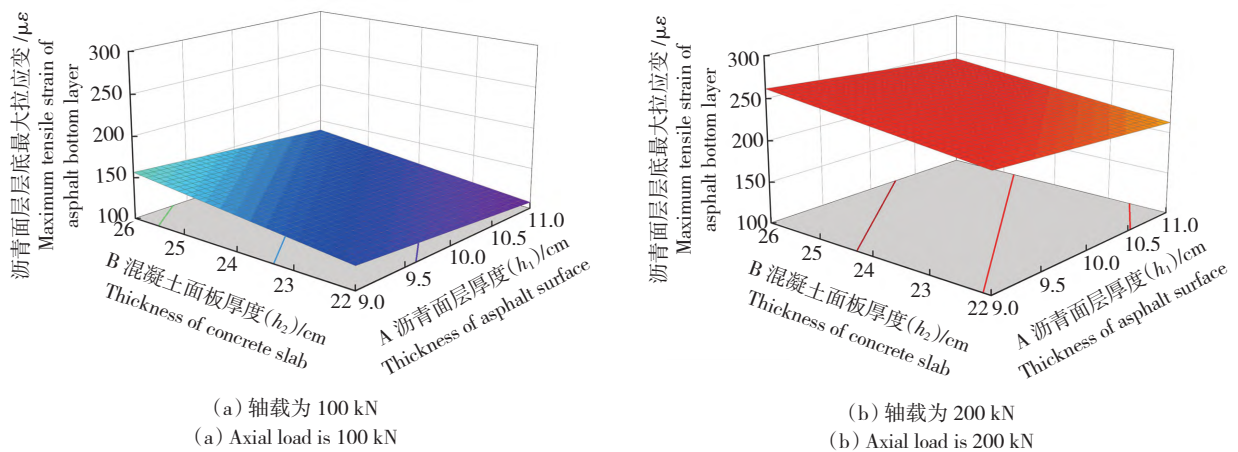 沥青面层层底最大拉应变/με
Maximum tensile strain of
asphalt bottom layer
300
250
200
150
100
26
25
24
23
22
9.0
9.5
10.0
10.5
11.0
B 混凝土面板厚度(h₂)/cm
Thickness of concrete slab
A 沥青面层厚度(h₁)/cm
Thickness of asphalt surface
(a)轴载为 100 kN
(a) Axial load is 100 kN
沥青面层层底最大拉应变/με
Maximum tensile strain of
asphalt bottom layer
300
250
200
150
100
26
25
24
23
22
9.0
9.5
10.0
10.5
11.0
B 混凝土面板厚度(h₂)/cm
Thickness of concrete slab
A 沥青面层厚度(h₁)/cm
Thickness of asphalt surface
(b)轴载为 200 kN
(b) Axial load is 200 kN